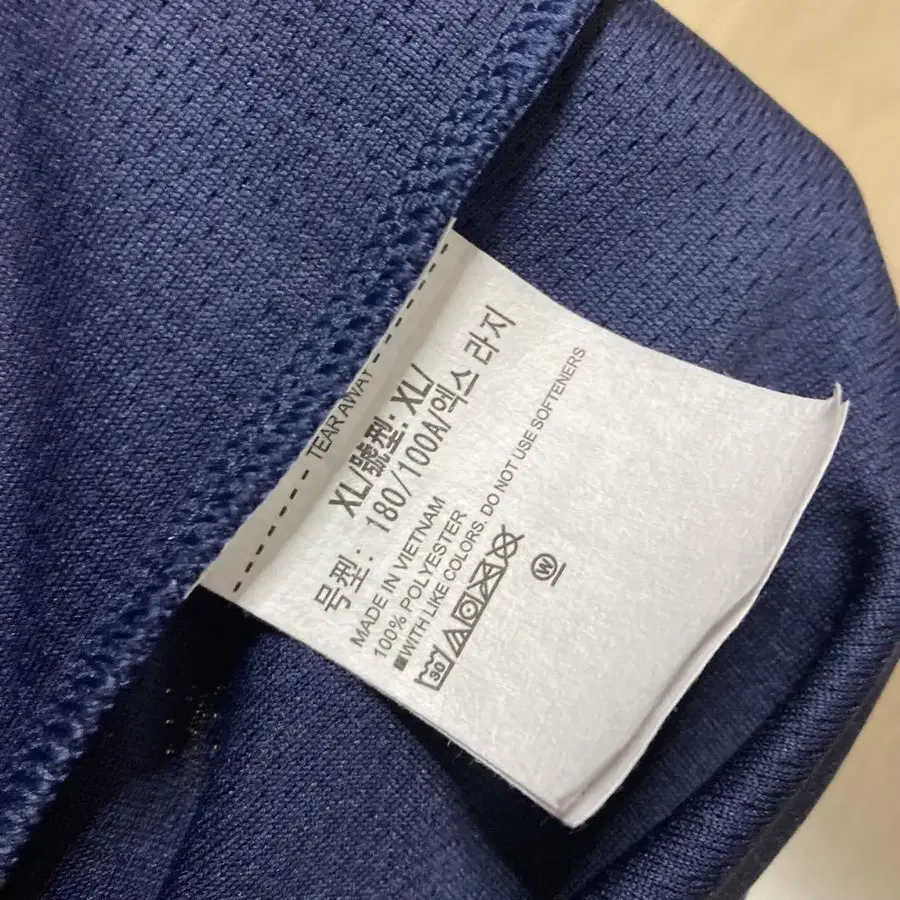 TEAR AWAY
XL/號型: XL/
号型: 180/100A/엑스 라지
MADE IN VIETNAM
100% POLYESTER
■WITH LIKE COLORS. DO NOT USE SOFTENERS
30
W